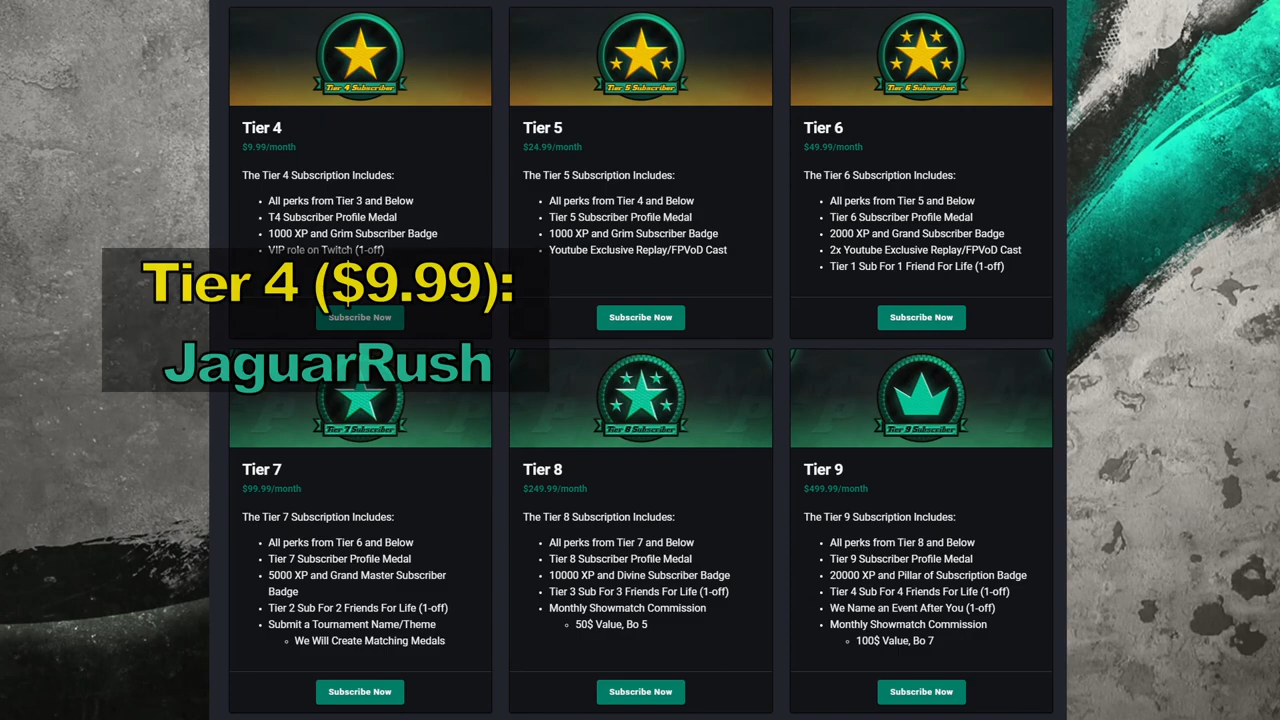 Tier 4 Subscriber
Tier 4
$9.99/month
The Tier 4 Subscription Includes:
All perks from Tier 3 and Below
T4 Subscriber Profile Medal
1000 XP and Grim Subscriber Badge
VIP role on Twitch (1-off)
Subscribe Now
Tier 5 Subscriber
Tier 5
$24.99/month
The Tier 5 Subscription Includes:
All perks from Tier 4 and Below
Tier 5 Subscriber Profile Medal
1000 XP and Grim Subscriber Badge
Youtube Exclusive Replay/FPVoD Cast
Subscribe Now
Tier 6 Subscriber
Tier 6
$49.99/month
The Tier 6 Subscription Includes:
All perks from Tier 5 and Below
Tier 6 Subscriber Profile Medal
2000 XP and Grand Subscriber Badge
2x Youtube Exclusive Replay/FPVoD Cast
Tier 1 Sub For 1 Friend For Life (1-off)
Subscribe Now
Tier 4 ($9.99):
JaguarRush
Tier 7 Subscriber
Tier 7
$99.99/month
The Tier 7 Subscription Includes:
All perks from Tier 6 and Below
Tier 7 Subscriber Profile Medal
5000 XP and Grand Master Subscriber
Badge
Tier 2 Sub For 2 Friends For Life (1-off)
Submit a Tournament Name/Theme
We Will Create Matching Medals
Subscribe Now
Tier 8 Subscriber
Tier 8
$249.99/month
The Tier 8 Subscription Includes:
All perks from Tier 7 and Below
Tier 8 Subscriber Profile Medal
10000 XP and Divine Subscriber Badge
Tier 3 Sub For 3 Friends For Life (1-off)
Monthly Showmatch Commission
50$ Value, Bo 5
Subscribe Now
Tier 9 Subscriber
Tier 9
$499.99/month
The Tier 9 Subscription Includes:
All perks from Tier 8 and Below
Tier 9 Subscriber Profile Medal
20000 XP and Pillar of Subscription Badge
Tier 4 Sub For 4 Friends For Life (1-off)
We Name an Event After You (1-off)
Monthly Showmatch Commission
100$ Value, Bo 7
Subscribe Now